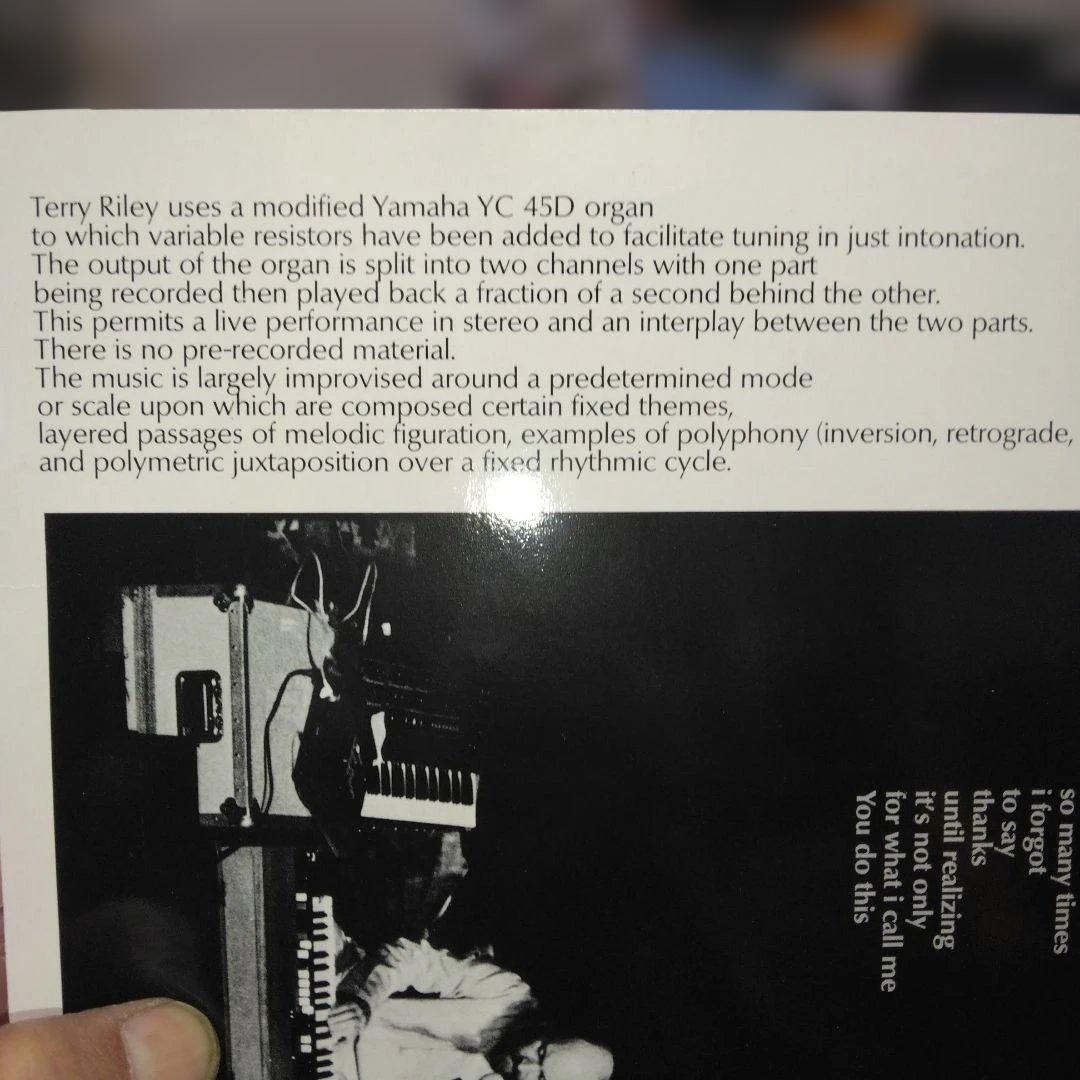 Terry Riley uses a modified Yamaha YC 45D organ
to which variable resistors have been added to facilitate tuning in just intonation.
The output of the organ is split into two channels with one part
being recorded then played back a fraction of a second behind the other.
This permits a live performance in stereo and an interplay between the two parts.
There is no pre-recorded material.
The music is largely improvised around a predetermined mode
or scale upon which are composed certain fixed themes,
layered passages of melodic figuration, examples of polyphony (inversion, retrograde,
and polymetric juxtaposition over a fixed rhythmic cycle.
so many times
i forgot
to say
thanks
until realizing
it's not only
for what i call me
You do this